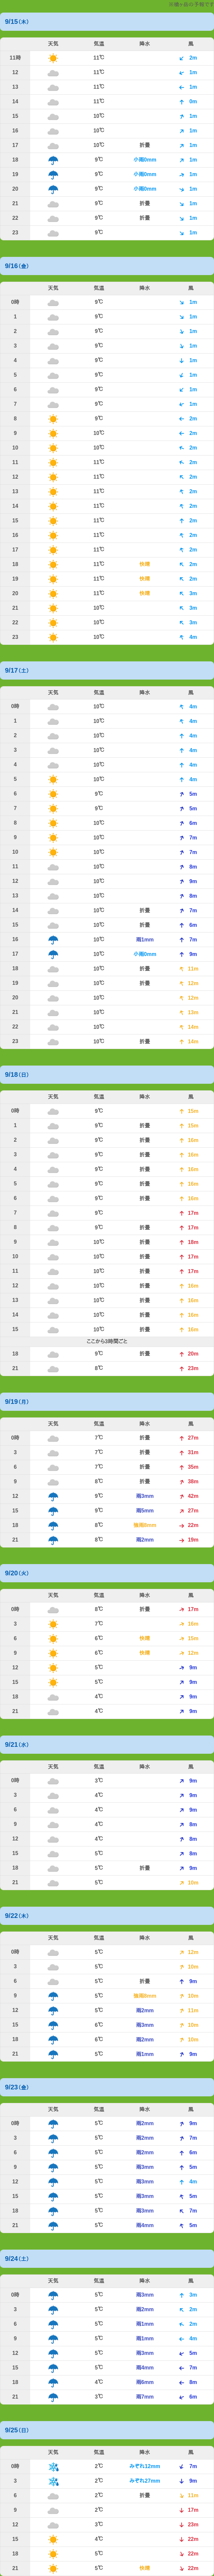 9/15(木)
天気 気温 降水 風
11時 11℃ 2m
12 11℃ 1m
13 11℃ 1m
14 11℃ 0m
15 10℃ 1m
16 10℃ 1m
17 10℃ 折畳 1m
18 9℃ 小雨0mm 1m
19 9℃ 小雨0mm 1m
20 9℃ 小雨0mm 1m
21 9℃ 折畳 1m
22 9℃ 折畳 1m
23 9℃ 1m
9/16(金)
天気 気温 降水 風
0時 9℃ 1m
1 9℃ 1m
2 9℃ 1m
3 9℃ 1m
4 9℃ 1m
5 9℃ 1m
6 9℃ 1m
7 9℃ 1m
8 9℃ 2m
9 10℃ 2m
10 10℃ 2m
11 11℃ 2m
12 11℃ 2m
13 11℃ 2m
14 11℃ 2m
15 11℃ 2m
16 11℃ 2m
17 11℃ 2m
18 11℃ 快晴 2m
19 11℃ 快晴 2m
20 11℃ 快晴 3m
21 10℃ 3m
22 10℃ 3m
23 10℃ 4m
9/17(土)
天気 気温 降水 風
0時 10℃ 4m
1 10℃ 4m
2 10℃ 4m
3 10℃ 4m
4 10℃ 4m
5 10℃ 4m
6 9℃ 5m
7 9℃ 5m
8 10℃ 6m
9 10℃ 7m
10 10℃ 7m
11 10℃ 8m
12 10℃ 9m
13 10℃ 8m
14 10℃ 折畳 7m
15 10℃ 折畳 6m
16 10℃ 雨1mm 7m
17 10℃ 小雨0mm 9m
18 10℃ 折畳 11m
19 10℃ 折畳 12m
20 10℃ 12m
21 10℃ 13m
22 10℃ 14m
23 10℃ 折畳 14m
9/18(日)
天気 気温 降水 風
0時 9℃ 15m
1 9℃ 折畳 15m
2 9℃ 折畳 16m
3 9℃ 折畳 16m
4 9℃ 折畳 16m
5 9℃ 折畳 16m
6 9℃ 折畳 16m
7 9℃ 17m
8 9℃ 折畳 17m
9 10℃ 折畳 18m
10 10℃ 折畳 17m
11 10℃ 折畳 17m
12 10℃ 折畳 16m
13 10℃ 折畳 16m
14 10℃ 折畳 16m
15 10℃ 折畳 16m
ここから3時間ごと
18 9℃ 折畳 20m
21 8℃ 23m
9/19(月)
天気 気温 降水 風
0時 7℃ 折畳 27m
3 7℃ 折畳 31m
6 7℃ 折畳 35m
9 8℃ 折畳 38m
12 9℃ 雨3mm 42m
15 9℃ 雨5mm 27m
18 8℃ 22m
21 8℃ 雨2mm 19m
9/20(火)
天気 気温 降水 風
0時 8℃ 折畳 17m
3 7℃ 16m
6 6℃ 快晴 15m
9 6℃ 快晴 12m
12 5℃ 9m
15 5℃ 9m
18 4℃ 9m
21 4℃ 9m
9/21(水)
天気 気温 降水 風
0時 3℃ 9m
3 4℃ 9m
6 4℃ 9m
9 4℃ 8m
12 4℃ 8m
15 5℃ 8m
18 5℃ 折畳 9m
21 5℃ 10m
9/22(木)
天気 気温 降水 風
0時 5℃ 12m
3 5℃ 10m
6 5℃ 折畳 9m
9 5℃ 10m
12 5℃ 雨2mm 11m
15 6℃ 雨3mm 10m
18 6℃ 雨2mm 10m
21 5℃ 雨1mm 9m
9/23(金)
天気 気温 降水 風
0時 5℃ 雨2mm 9m
3 5℃ 雨2mm 7m
6 5℃ 雨2mm 6m
9 5℃ 雨3mm 5m
12 5℃ 雨3mm 4m
15 5℃ 雨3mm 5m
18 5℃ 雨3mm 7m
21 5℃ 雨4mm 5m
9/24(土)
天気 気温 降水 風
0時 5℃ 雨3mm 3m
3 5℃ 雨2mm 2m
6 5℃ 雨1mm 2m
9 5℃ 雨1mm 4m
12 5℃ 雨3mm 5m
15 5℃ 雨4mm 7m
18 4℃ 雨6mm 8m
21 3℃ 雨7mm 6m
9/25(日)
天気 気温 降水 風
0時 2℃ みぞれ12mm 7m
3 2℃ みぞれ27mm 9m
6 2℃ 折畳 11m
9 2℃ 17m
12 3℃ 23m
15 4℃ 22m
18 5℃ 22m
21 5℃ 快晴 22m